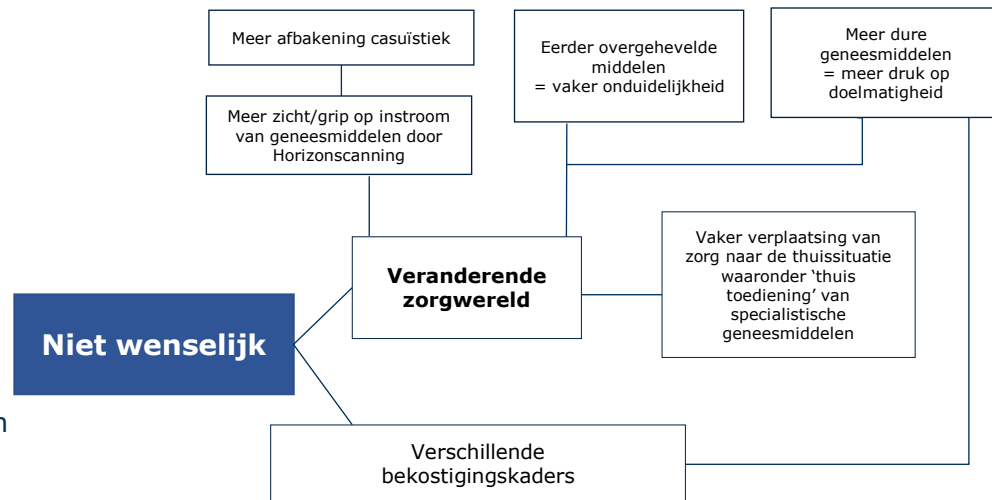 Meer afbakening casuïstiek
Meer zicht/grip op instroom
van geneesmiddelen door
Horizonscanning
Eerder overgehevelde
middelen
= vaker onduidelijkheid
Meer dure
geneesmiddelen
= meer druk op
doelmatigheid
Veranderende
zorgwereld
Vaker verplaatsing van
zorg naar de thuissituatie
waaronder ‘thuis
toediening’ van
specialistische
geneesmiddelen
Niet wenselijk
n
Verschillende
bekostigingskaders